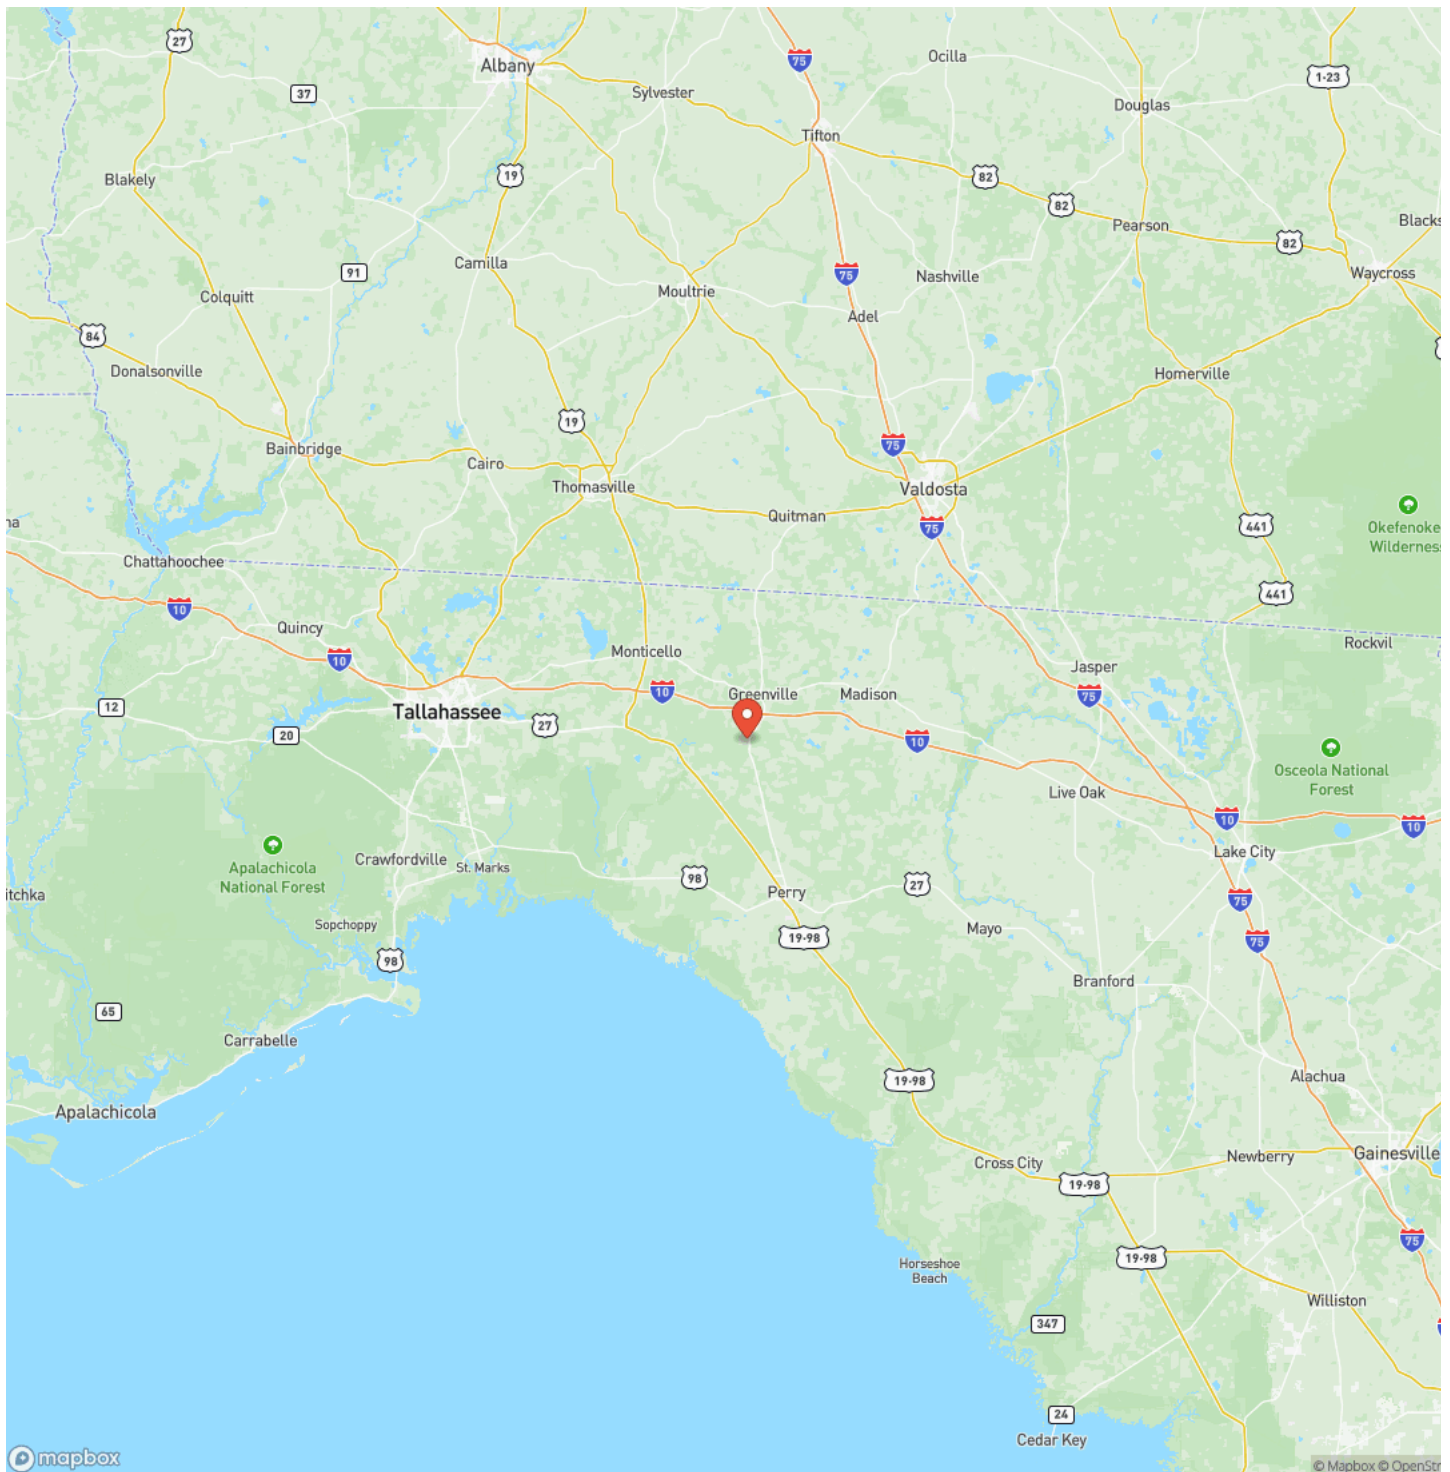 27
Albany
75
Ocilla
1-23
37
Sylvester
Douglas
Tifton
19
82
Blakely
82
Pearson
Blacks
82
Camilla
91
75
Nashville
Waycross
Colquitt
Moultrie
Adel
84
Donalsonville
Homerville
19
75
Bainbridge
Cairo
Thomasville
Valdosta
Quitman
75
441
na
Okefenoke
Wilderness
Chattahoochee
441
10
Quincy
10
Monticello
Rockvil
Jasper
10
Greenville
Madison
75
12
Tallahassee
27
20
10
Osceola National
Forest
Live Oak
10
10
Apalachicola
National Forest
Crawfordville
St. Marks
Lake City
98
Perry
27
75
itchka
Sopchoppy
19-98
Mayo
75
98
Branford
65
Carrabelle
19-98
Alachua
Apalachicola
Cross City
Newberry
Gainesville
19-98
75
19-98
Horseshoe
Beach
Williston
347
24
Cedar Key
mapbox
© Mapbox © OpenStr